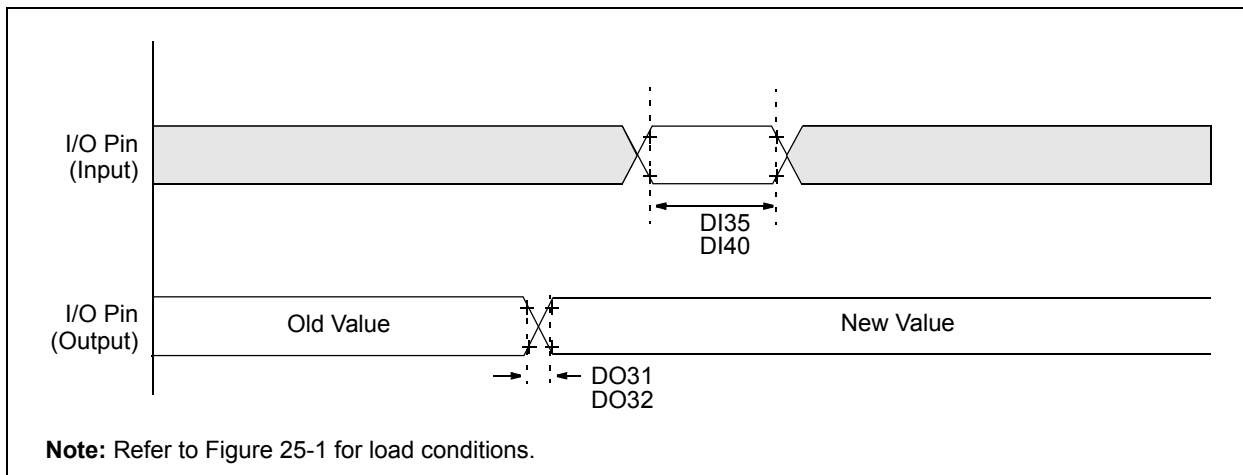 I/O Pin
(Input)
DI35
DI40
I/O Pin
(Output)
Old Value
New Value
DO31
DO32
Note: Refer to Figure 25-1 for load conditions.